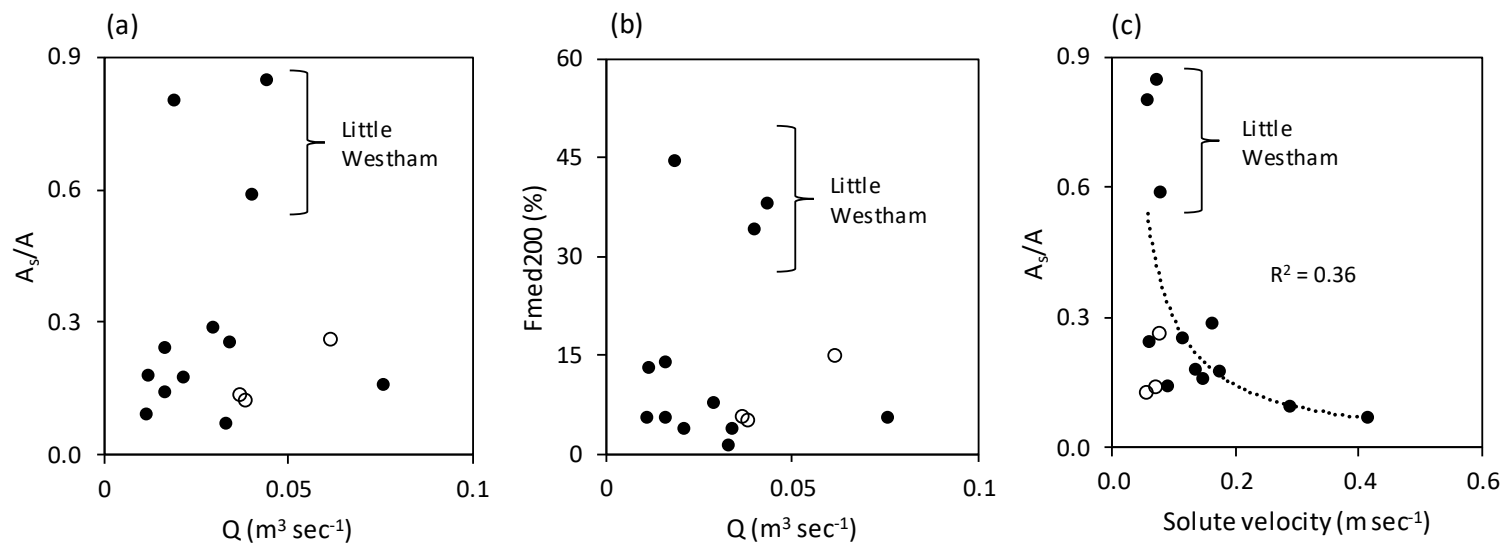 (a)
0.9
0.6
0.3
0.0
As/A
0
0.05
0.1
Q (m³ sec⁻¹)
Little
Westham
(b)
60
45
30
15
0
Fmed200 (%)
0
0.05
0.1
Q (m³ sec⁻¹)
Little
Westham
(c)
0.9
0.6
0.3
0.0
As/A
0.0
0.2
0.4
0.6
Solute velocity (m sec⁻¹)
Little
Westham
R² = 0.36